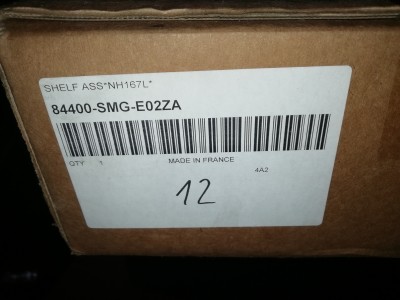 SHELF ASS*NH167L*
84400-SMG-E02ZA
QTY 1 MADE IN FRANCE
4A2
12